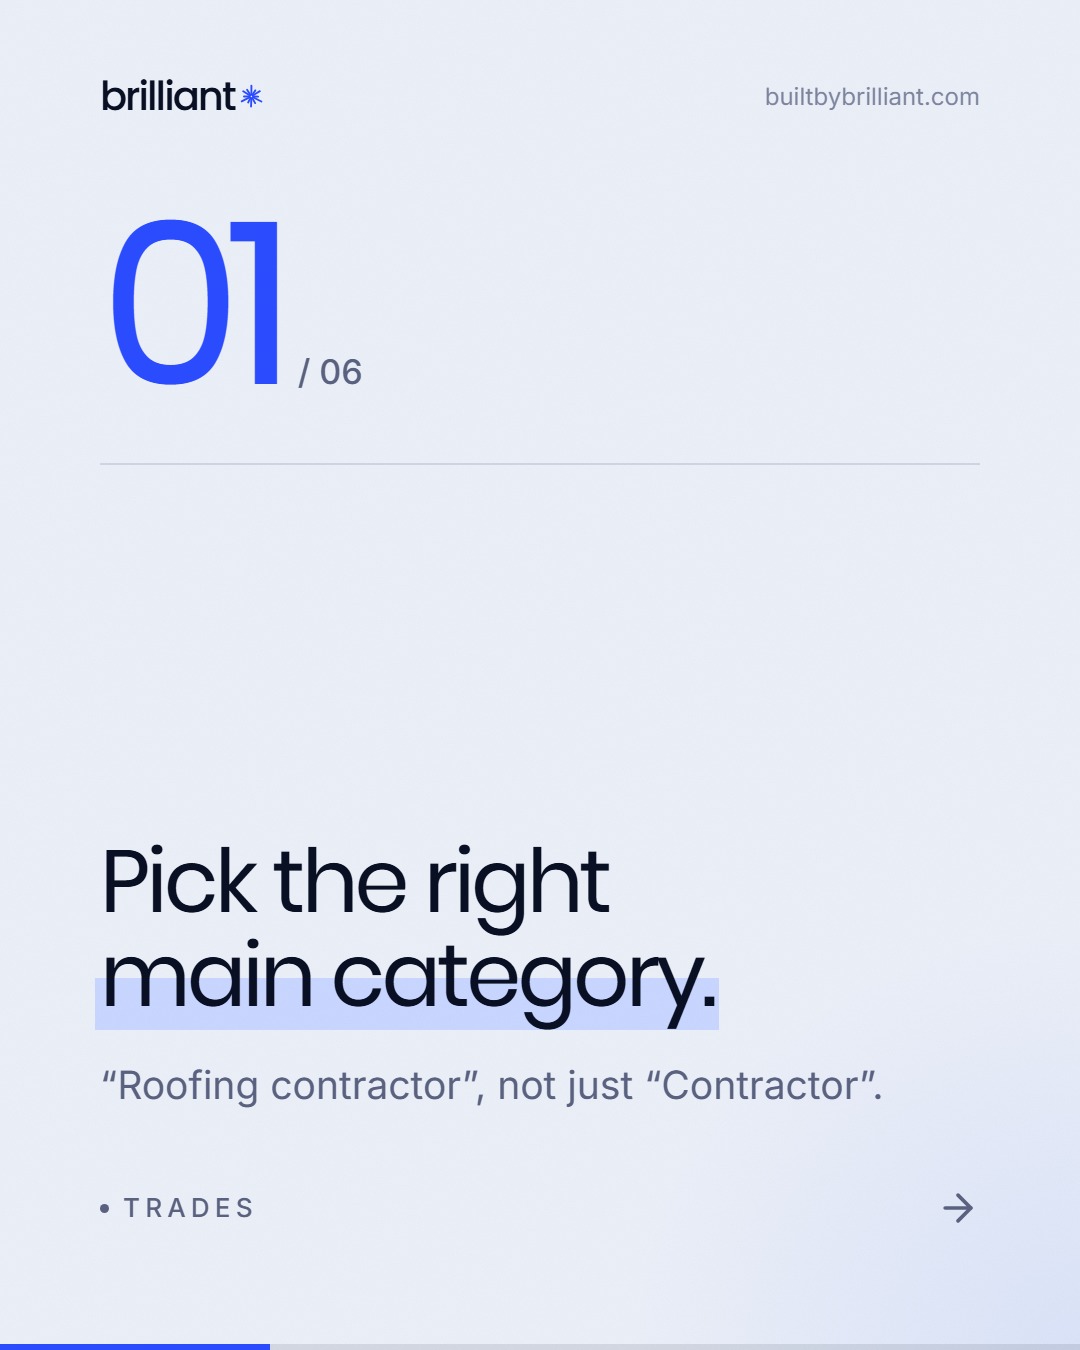 brilliant
builtbybrilliant.com
01 / 06
Pick the right
main category.
“Roofing contractor”, not just “Contractor”.
• TRADES